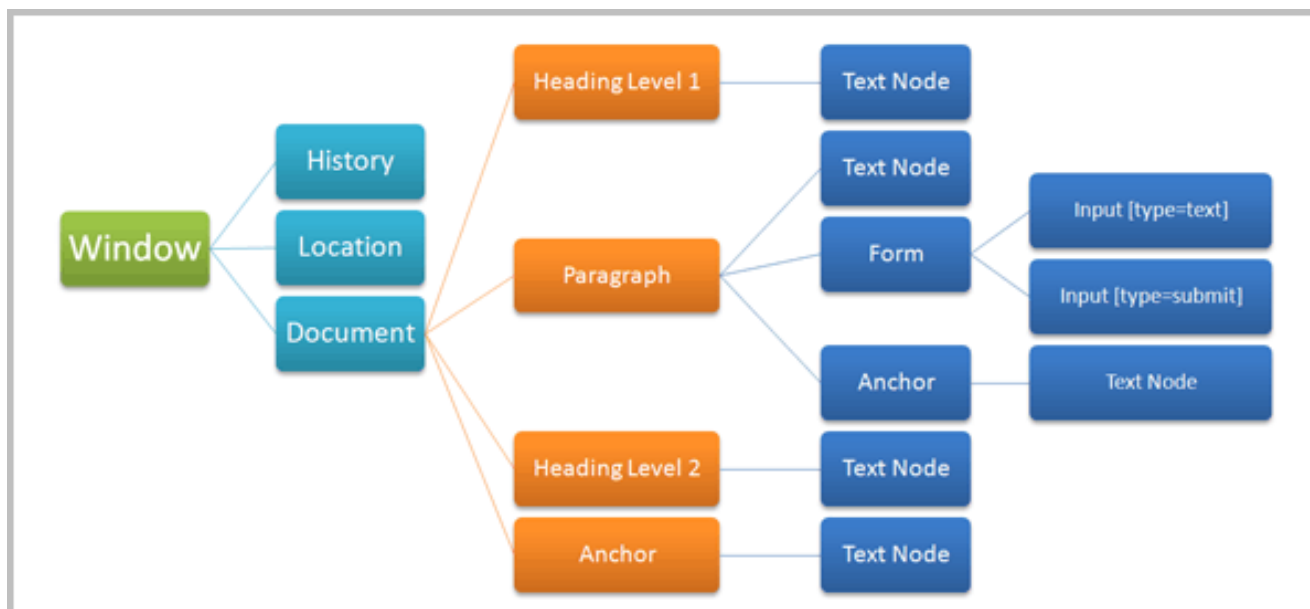 Window
History
Location
Document
Heading Level 1
Paragraph
Heading Level 2
Anchor
Text Node
Text Node
Form
Anchor
Text Node
Text Node
Input [type=text]
Input [type=submit]
Text Node